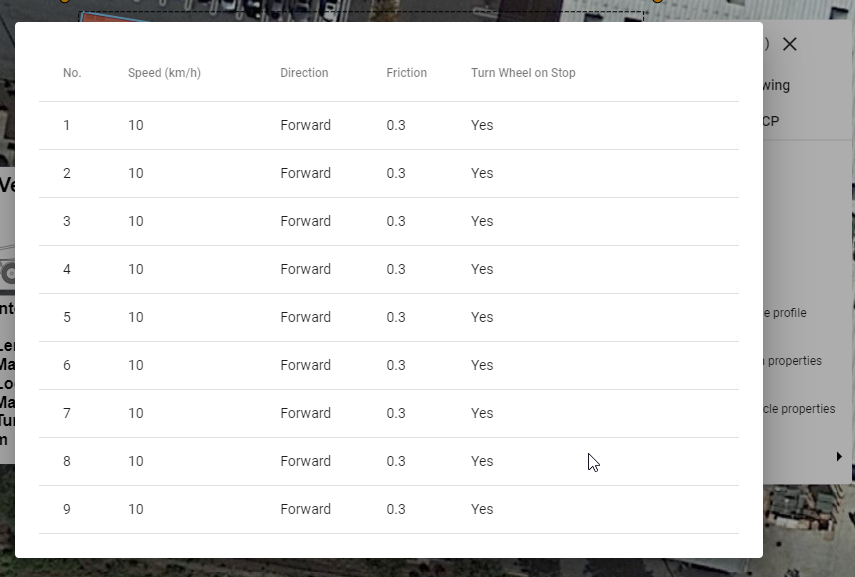 No. Speed (km/h) Direction Friction Turn Wheel on Stop
1 10 Forward 0.3 Yes
2 10 Forward 0.3 Yes
3 10 Forward 0.3 Yes
4 10 Forward 0.3 Yes
5 10 Forward 0.3 Yes
6 10 Forward 0.3 Yes
7 10 Forward 0.3 Yes
8 10 Forward 0.3 Yes
9 10 Forward 0.3 Yes
)
wing
CP
e profile
properties
cle properties
Ve
nt
Le
Ma
Lo
Ma
Tu
m